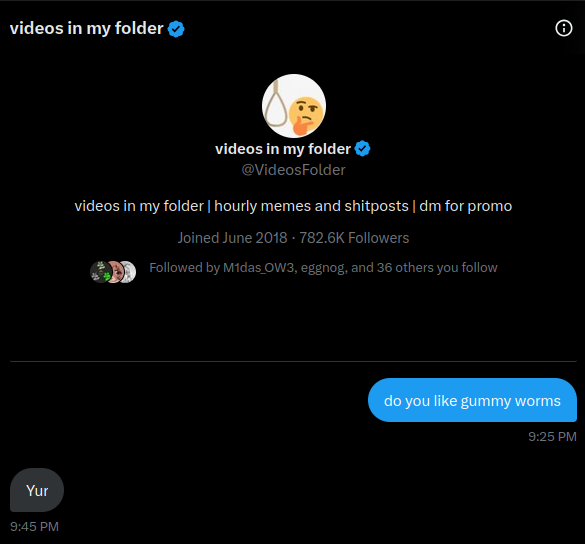 videos in my folder
videos in my folder
@VideosFolder
videos in my folder | hourly memes and shitposts | dm for promo
Joined June 2018 · 782.6K Followers
Followed by M1das_OW3, eggnog, and 36 others you follow
do you like gummy worms
9:25 PM
Yur
9:45 PM